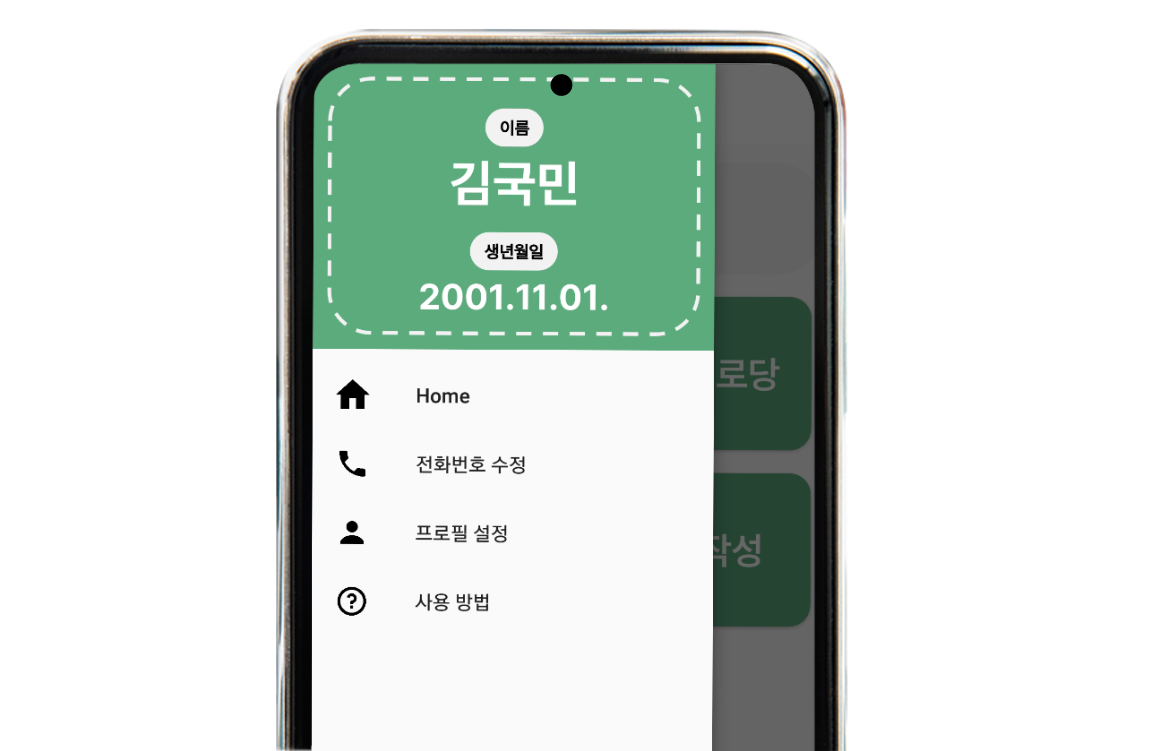 이름
김국민
생년월일
2001.11.01.
Home
전화번호 수정
프로필 설정
사용 방법
로당
작성